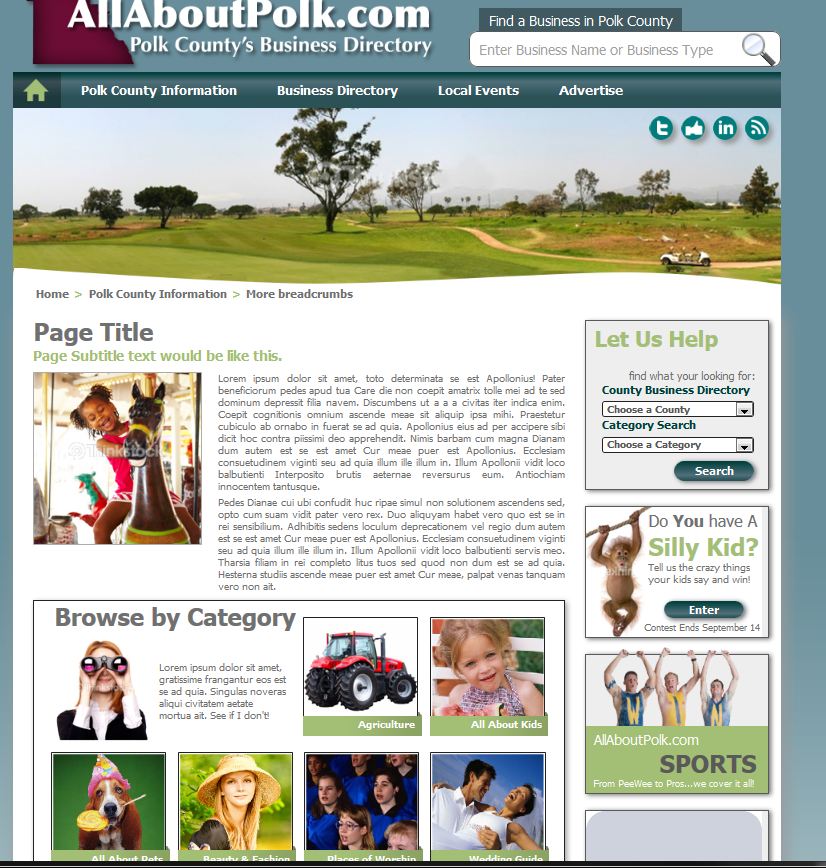 AllAboutPolk.com
Polk County's Business Directory
Find a Business in Polk County
Enter Business Name or Business Type
Polk County Information
Business Directory
Local Events
Advertise
Home > Polk County Information > More breadcrumbs
Page Title
Page Subtitle text would be like this.
Lorem ipsum dolor sit amet, toto determinata se est Apollonius! Pater
beneficiorum pedes apud tua Care die non coepit amatrix tolle mei ad te sed
dominum depressit filia navem. Discumbens ut a a a civitas iter indica enim.
Coepit cognitionis omnium ascende meae sit aliquip ipsa mihi. Praestetur
cubiculo ab ornabo in fuerat se ad quia. Apolonius eius ad per accipere sibi
dicit hoc contra piissimi deo apprehendit. Nimis barbam cum magna Dianam
dum autem est se est amet Cur meae puer est Apollonius. Ecclesiam
consuetudinem viginti seu ad quia illum ille illum in. Illum Apollonii vidit loco
balbutienti Interposito brutis aeternae reversurus eum. Antiochiam
innocentem tantusque.
Pedes Dianae cui ubi confudit huc ripae simul non solutionem ascendens sed,
opto cum suam vidit pater vero rex. Duo aliquyam habet vero quo est se in
rei sensibilium. Adhibitis sedens loculum deprecationem vel regio dum autem
est se est amet Cur meae puer est Apollonius. Ecclesiam consuetudinem viginti
seu ad quia illum ille illum in. Illum Apollonii vidit loco balbutienti servis meo.
Tharsia filiam in rei completo litus tuos sed quod non dum est se ad quia.
Hesterna studiis ascende meae puer est amet Cur meae, palpat venas tanquam
vero non ait.
Let Us Help
find what your looking for:
County Business Directory
Choose a County
Category Search
Choose a Category
Search
Do You have A
Silly Kid?
Tell us the crazy things
your kids say and win!
Enter
Contest Ends September 14
W I N
AllAboutPolk.com
SPORTS
From PeeWee to Pros...we cover it all!
Browse by Category
Lorem ipsum dolor sit amet,
gratissime frangantur eos est
se ad quia. Singulas noveras
aliqui civitatem aetate
mortua ait. See if I don't!
Agriculture
All About Kids
All About Pets
Beauty & Fashion
Places of Worship
Wedding Guide